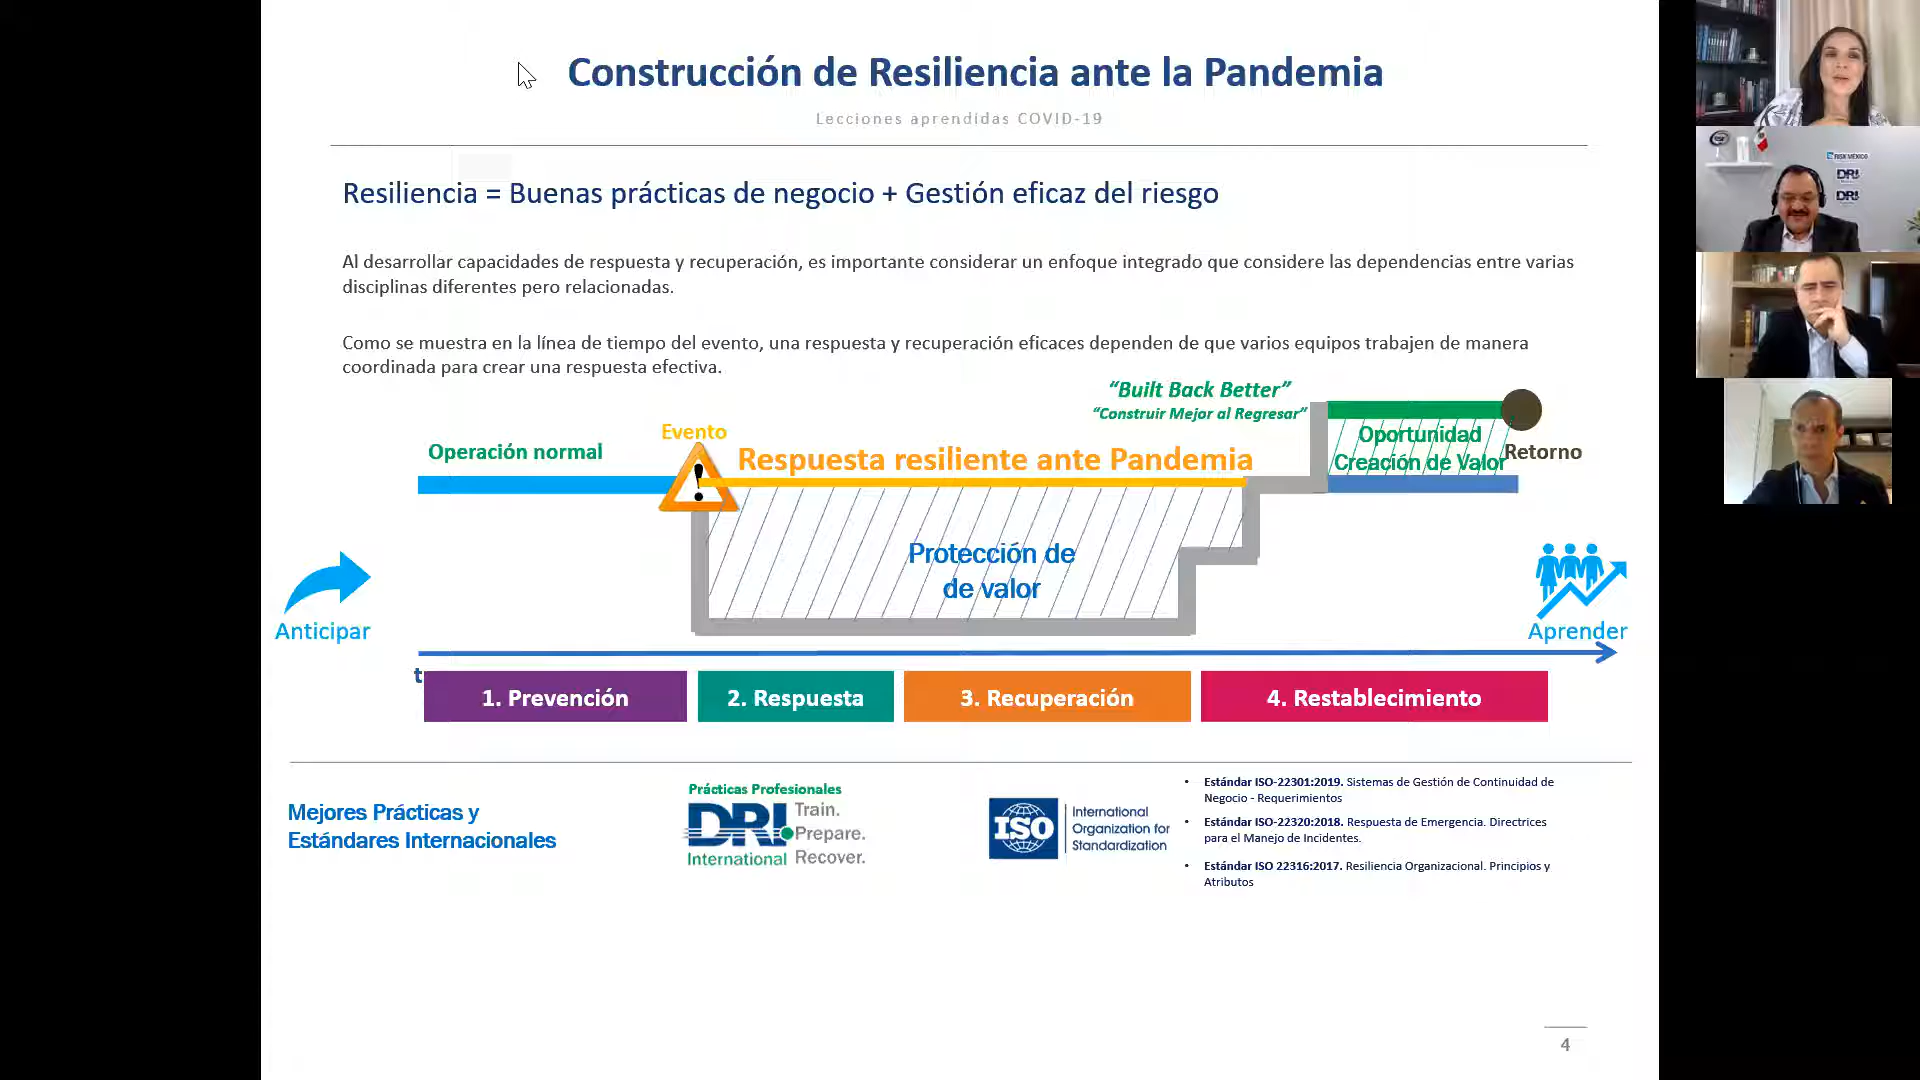 Construcción de Resiliencia ante la Pandemia
Lecciones aprendidas COVID-19
Resiliencia = Buenas prácticas de negocio + Gestión eficaz del riesgo
Al desarrollar capacidades de respuesta y recuperación, es importante considerar un enfoque integrado que considere las dependencias entre varias
disciplinas diferentes pero relacionadas.
Como se muestra en la línea de tiempo del evento, una respuesta y recuperación eficaces dependen de que varios equipos trabajen de manera
coordinada para crear una respuesta efectiva.
“Built Back Better”
“Construir Mejor al Regresar”
Operación normal
Evento
Respuesta resiliente ante Pandemia
Oportunidad
Creación de Valor
Retorno
Protección de
de valor
Anticipar
Aprender
t
1. Prevención
2. Respuesta
3. Recuperación
4. Restablecimiento
Mejores Prácticas y
Estándares Internacionales
Prácticas Profesionales
DRI
International
Train.
Prepare.
Recover.
ISO
International
Organization for
Standardization
• Estándar ISO-22301:2019. Sistemas de Gestión de Continuidad de
Negocio - Requerimientos
• Estándar ISO-22320:2018. Respuesta de Emergencia. Directrices
para el Manejo de Incidentes.
• Estándar ISO 22316:2017. Resiliencia Organizacional. Principios y
Atributos
4
RISK MÉXICO
DRI
DRI